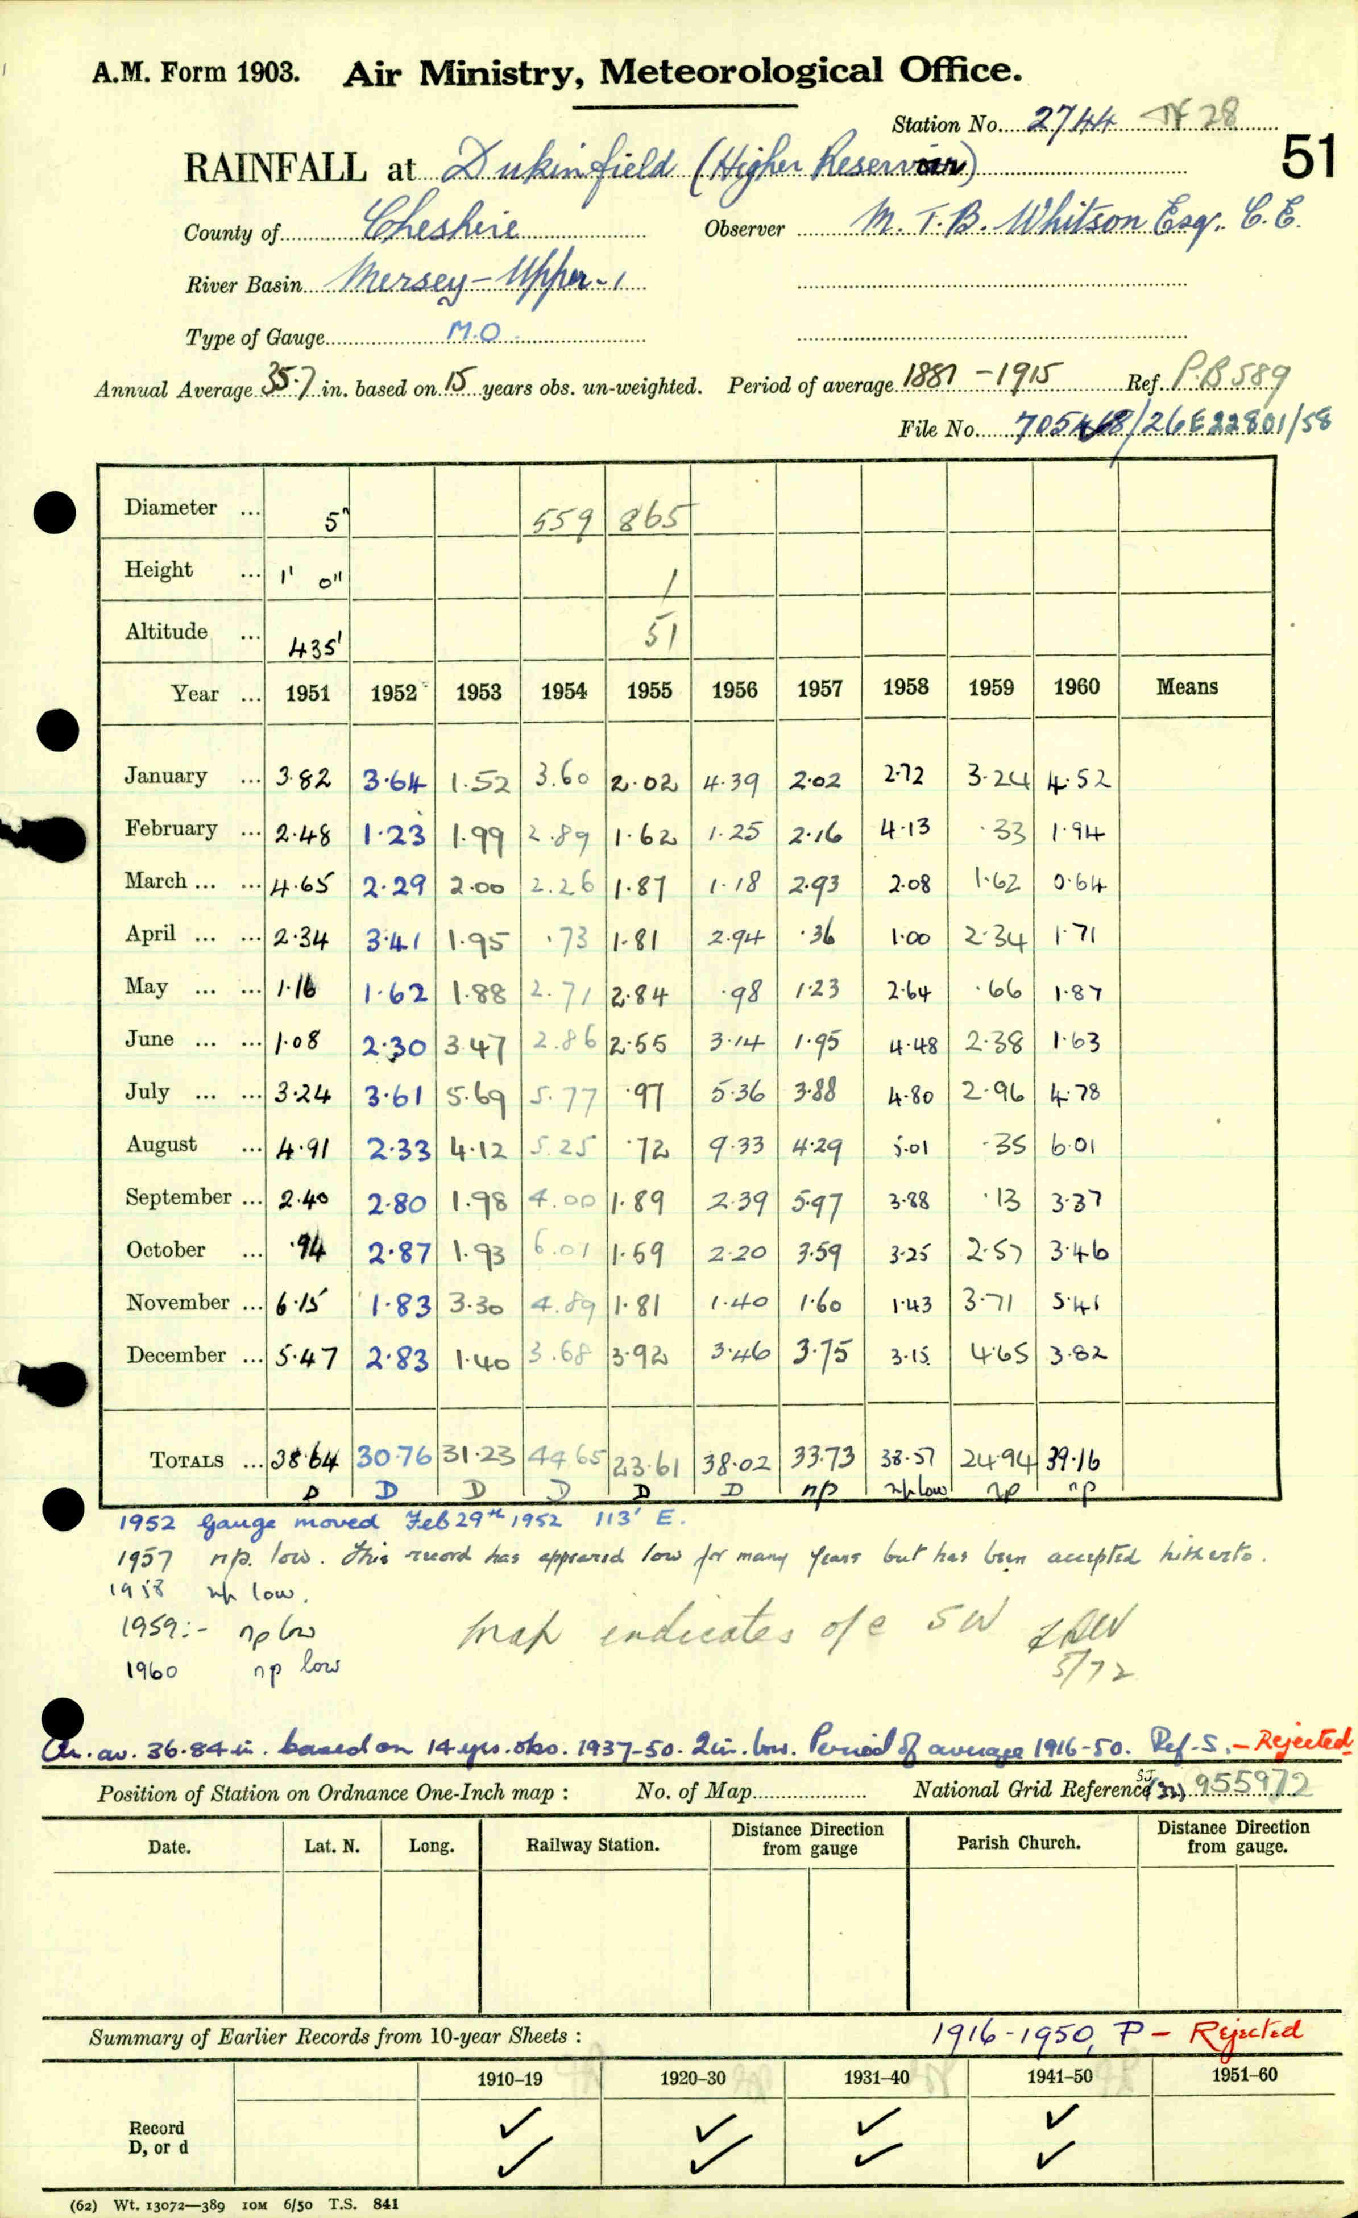 A.M. Form 1903. Air Ministry, Meteorological Office.
Station No. 2744
51
RAINFALL at Dukinfield (Higher Reservoir)
County of Cheshire Observer M. T. B. Whitson Esqr. C.E.
River Basin Mersey - Upper - 1
Type of Gauge M.O.
Annual Average 35.7 in. based on 15 years obs. un-weighted. Period of average 1887 - 1915 Ref. P.B 589
File No.
Diameter ... 5" 559 865
Height ... 1' 0" 1
Altitude ... 435' 51
Year ... 1951 1952 1953 1954 1955 1956 1957 1958 1959 1960 Means
January ... 3.82 3.64 1.52 3.60 2.02 4.39 2.02 2.72 3.24 4.52
February ... 2.48 1.23 1.99 2.89 1.62 1.25 2.16 4.13 .33 1.94
March ... ... 4.65 2.29 2.00 2.26 1.87 1.18 2.93 2.08 1.62 0.64
April ... ... 2.34 3.41 1.95 .73 1.81 2.94 .36 1.00 2.34 1.71
May ... ... 1.16 1.62 1.88 2.71 2.84 .98 1.23 2.64 .66 1.87
June ... ... 1.08 2.30 3.47 2.86 2.55 3.14 1.95 4.48 2.38 1.63
July ... ... 3.24 3.61 5.69 5.77 .97 5.36 3.88 4.80 2.96 4.78
August ... 4.91 2.33 4.12 5.25 .72 9.33 4.29 5.01 .35 6.01
September ... 2.40 2.80 1.98 4.00 1.89 2.39 5.97 3.88 .13 3.37
October ... .94 2.87 1.93 6.01 1.59 2.20 3.59 3.25 2.57 3.46
November ... 6.15 1.83 3.30 4.89 1.81 1.40 1.60 1.43 3.71 5.41
December ... 5.47 2.83 1.40 3.68 3.92 3.46 3.75 3.15 4.65 3.82
TOTALS ... 38.64 30.76 31.23 44 65 23.61 38.02 33.73 38.57 24.94 39.16
D D D D D D np np low np np
1952 Gauge moved Feb 29th 1952 113' E.
1957 np. low. This record has appeared low for many years but has been accepted hitherto.
1958 np low.
1959:- np low
map indicates o/e SW
1960 np low
5/72
An. av. 36.84 in. based on 14 yrs. obs. 1937-50. 2 in. low. Period of average 1916-50. Ref-S. - Rejected
Position of Station on Ordnance One-Inch map : No. of Map National Grid Reference SJ (33) 955972
Date. Lat. N. Long. Railway Station. Distance Direction from gauge Parish Church. Distance Direction from gauge.
Summary of Earlier Records from 10-year Sheets : 1916-1950, P - Rejected
1910-19 1920-30 1931-40 1941-50 1951-60
Record ✓ ✓ ✓ ✓
D, or d ✓ ✓ ✓ ✓
(62) Wt. 13072—389 10M 6/50 T.S. 841